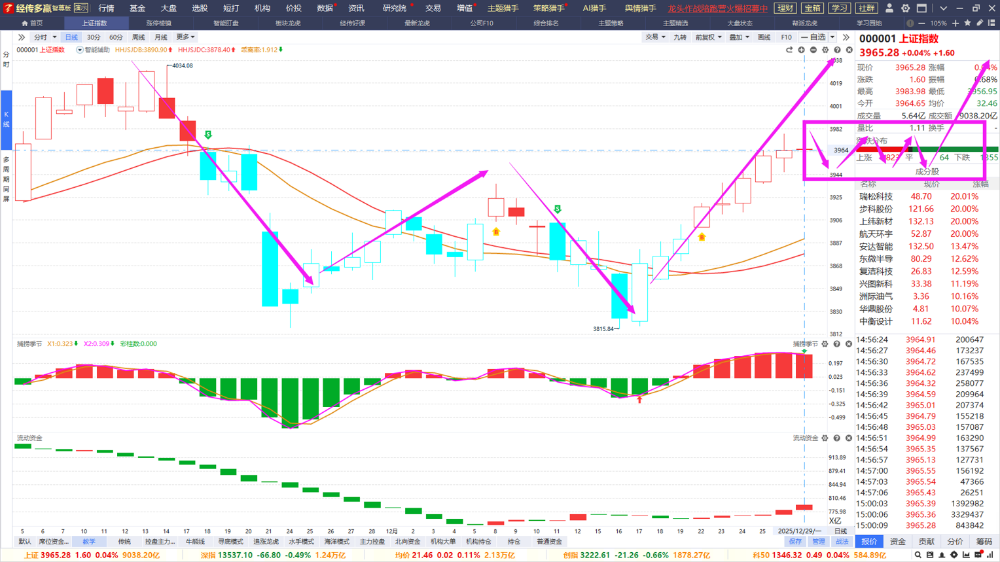 经传多赢 智尊版 演示 行情 基金 大盘 选股 短打 机构 价投 数据 资讯 研究院 交易 增值 主题猎手 策略猎手 AI猎手 舆情猎手 龙头作战陪跑营火爆招募中 理财 宝箱 学习 社群
首页 上证指数 涨停棱镜 智能盯盘 板块龙虎 经传好课 最新龙虎 公司F10 综合排名 主题策略 主题精选 大盘状态 帮派龙虎 学习园地 105%
分时 日线 30分 60分 周线 月线 更多 交易 九转 前复权 叠加 画线 F10 自选
000001 上证指数
3965.28 +0.04% +1.60
000001 上证指数 智能辅助 HHJSJDB:3890.90 HHJSJDC:3878.40 乖离率:1.912
分时
K线
多周期同屏
4034.08
3815.84
4038
4019
4001
3982
3964
3944
3925
3906
3887
3868
3849
3830
3812
S
B
S
B
现价 3965.28 涨幅 0.04%
涨跌 1.60 振幅 0.68%
最高 3983.98 最低 3956.95
今开 3964.65 均价 32.46
成交量 5.64亿 成交额 9038.20亿
量比 1.11 换手 -
涨跌分布
上涨 823 平 64 下跌 1355
成分股
名称 现价 涨幅
瑞松科技 48.70 20.01%
步科股份 121.66 20.00%
上纬新材 132.13 20.00%
航天环宇 52.87 20.00%
安达智能 132.50 13.47%
东微半导 80.29 12.62%
复洁科技 26.83 12.59%
兴图新科 33.38 11.19%
洲际油气 3.36 10.16%
华鼎股份 4.81 10.07%
中衡设计 11.62 10.04%
捕捞季节 X1:0.323 X2:0.309 彩柱数:0.000 捕捞季节
0.197
0.023
-0.151
-0.325
-0.499
14:56:24 3964.91 200647
14:56:27 3964.46 173237
14:56:30 3964.72 167535
14:56:33 3964.62 237499
14:56:36 3964.32 258077
14:56:39 3964.59 209964
14:56:42 3965.01 207374
14:56:45 3964.79 155218
14:56:48 3965.03 157087
14:56:51 3964.99 163290
14:56:54 3965.35 137567
14:56:57 3965.13 127731
14:57:00 3965.55 156192
14:57:03 3965.54 47366
14:57:06 3965.43 26251
15:00:03 3965.39 1392982
15:00:06 3965.36 3329437
15:00:09 3965.28 843842
流动资金 流动资金
913.89
879.41
844.94
810.46
775.98
X亿
5 6 7 10 11 12 13 14 17 18 19 20 21 24 25 26 27 28 12月 2 3 4 5 8 9 10 11 12 15 16 17 18 19 22 23 24 25 2025/12/29/一 日线
默认 席位资金... 教学 传统 控盘主力... 牛熊线 寻底模式 追涨龙虎 水手模式 海洋模式 主力控盘 北向资金 机构大单 机构持仓 持仓 普通资金 保存 管理 战法
报价 资金 贡献 分价 筹码
上证 3965.28 1.60 0.04% 9038.20亿 深指 13537.10 -66.80 -0.49% 1.24万亿 均价 21.46 0.02 0.11% 2.13万亿 创指 3222.61 -21.26 -0.66% 1878.27亿 科50 1346.32 0.49 0.04% 584.89亿